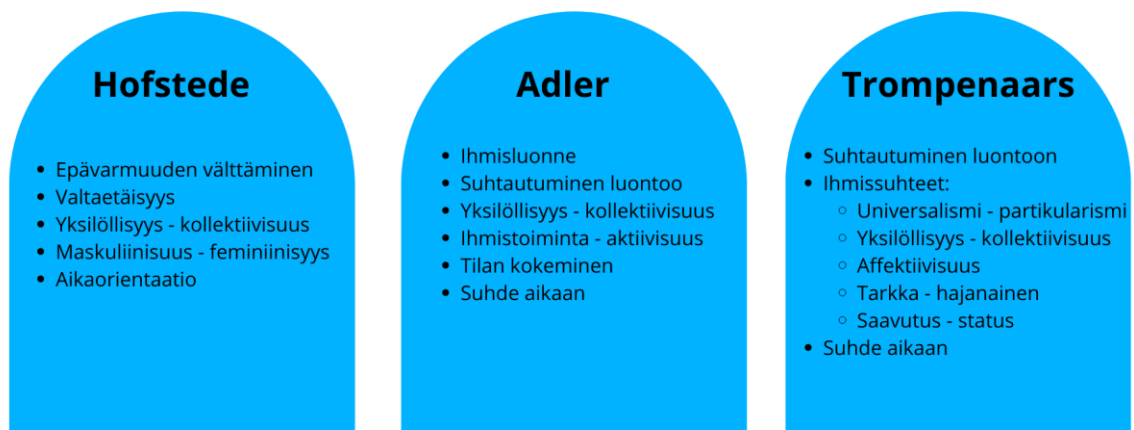 Hofstede
• Epävarmuuden välttäminen
• Valtaetäisyys
• Yksilöllisyys - kollektiivisuus
• Maskuliinisuus - feminiinisyys
• Aikaorientaatio
Adler
• Ihmisluonne
• Suhtautuminen luontoo
• Yksilöllisyys - kollektiivisuus
• Ihmistoiminta - aktiivisuus
• Tilan kokeminen
• Suhde aikaan
Trompenaars
• Suhtautuminen luontoon
• Ihmissuhteet:
○ Universalismi - partikularismi
○ Yksilöllisyys - kollektiivisuus
○ Affektiivisuus
○ Tarkka - hajanainen
○ Saavutus - status
• Suhde aikaan